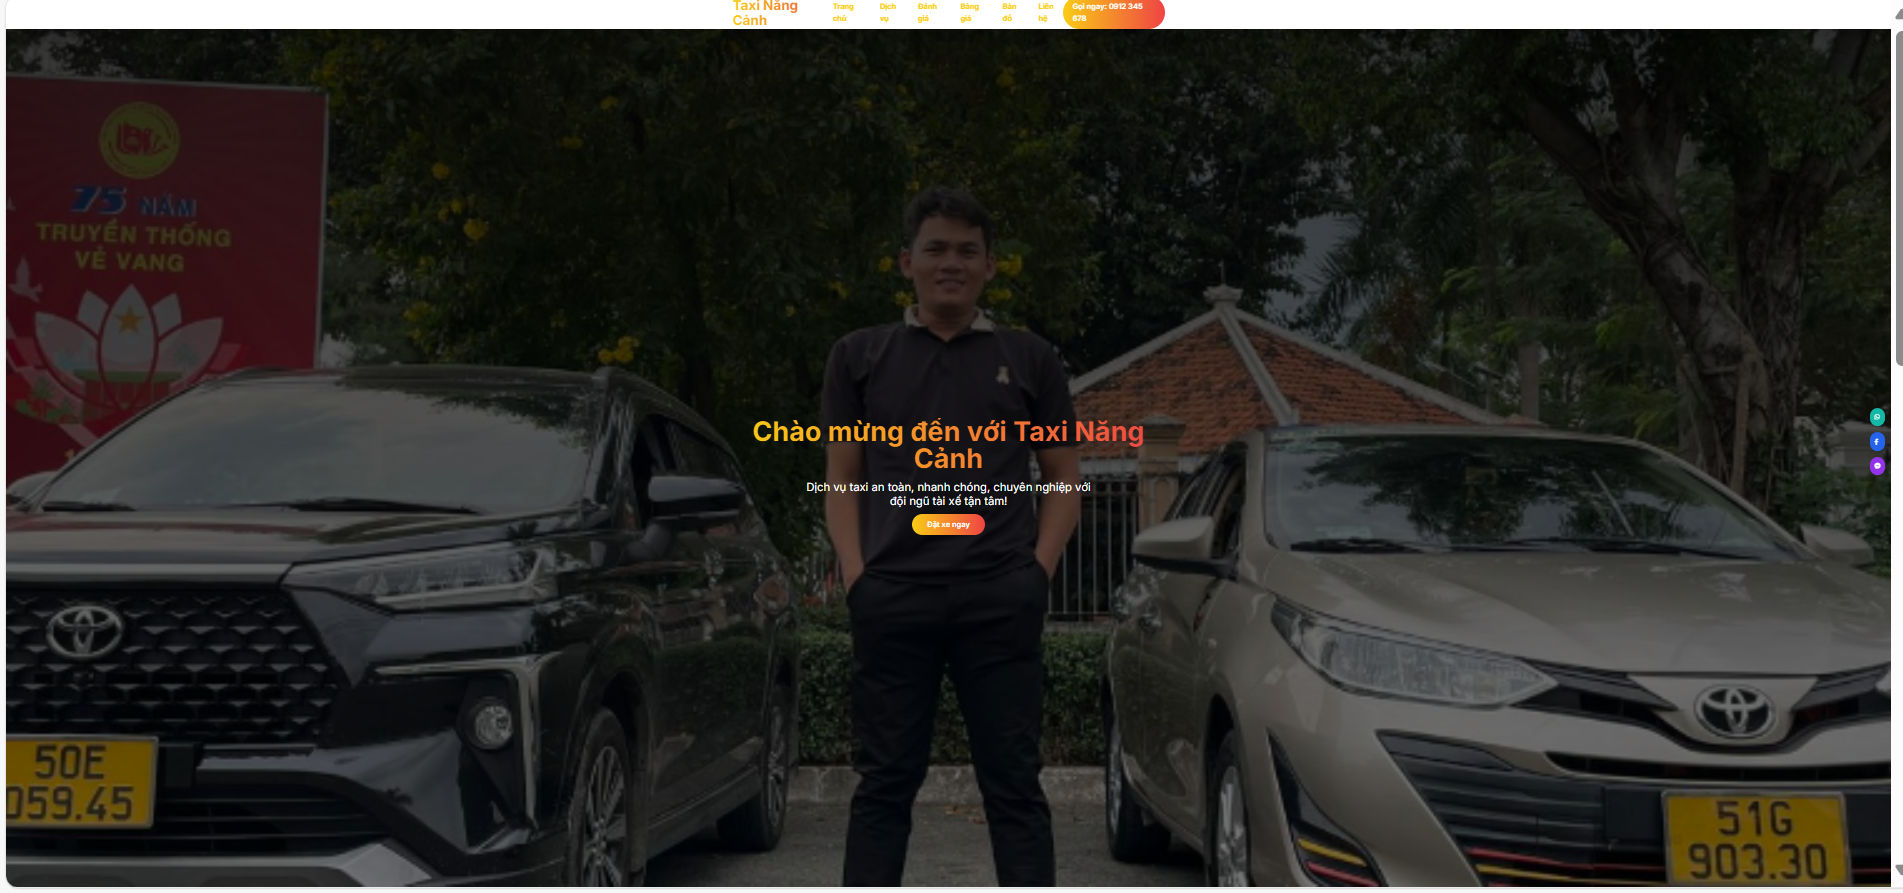 Taxi Năng
Cảnh
Trang
chủ
Dịch
vụ
Đánh
giá
Bảng
giá
Bản
đồ
Liên
hệ
Gọi ngay: 0912 345
678
75 NĂM
TRUYỀN THỐNG
VẺ VANG
Chào mừng đến với Taxi Năng
Cảnh
Dịch vụ taxi an toàn, nhanh chóng, chuyên nghiệp với
đội ngũ tài xế tận tâm!
Đặt xe ngay
50E
059.45
51G
903.30